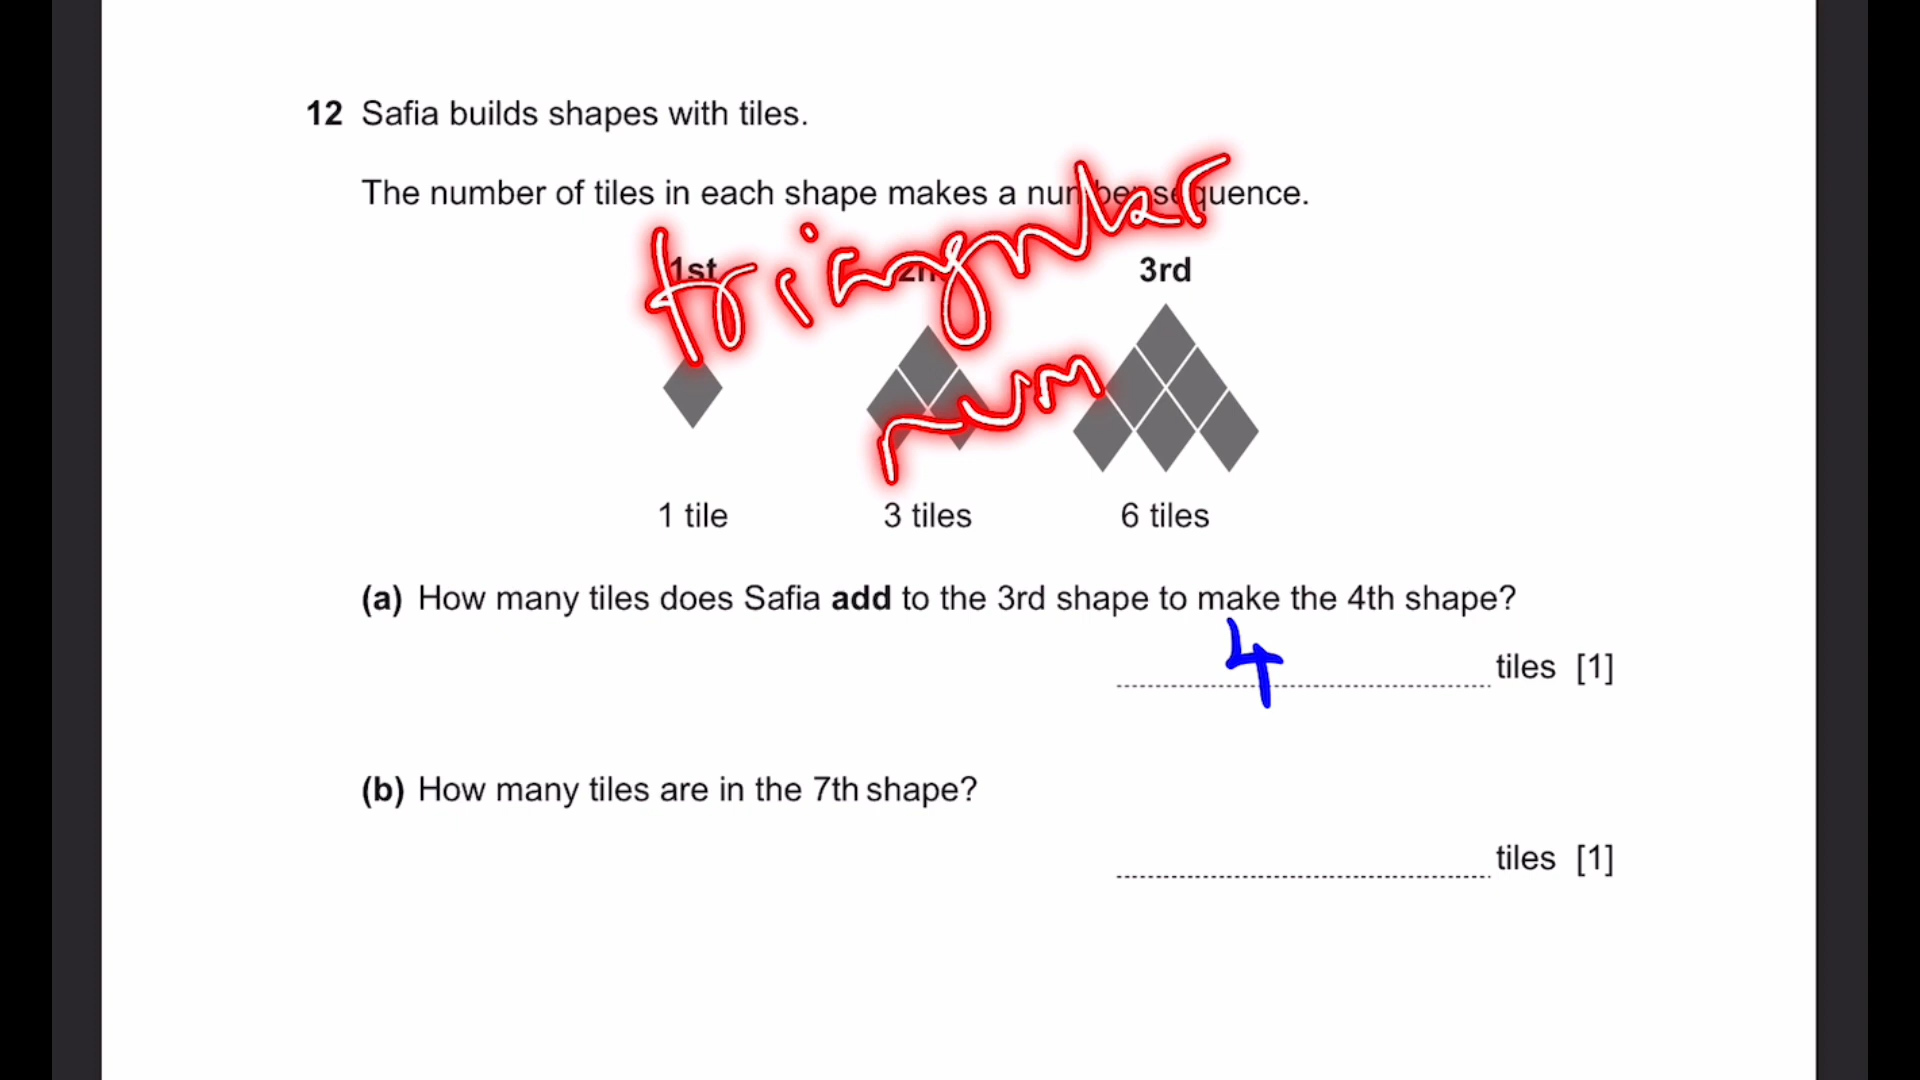 12 Safia builds shapes with tiles.
The number of tiles in each shape makes a number sequence.
triangular
1st 2nd 3rd
num
1 tile 3 tiles 6 tiles
(a) How many tiles does Safia add to the 3rd shape to make the 4th shape?
4 tiles [1]
(b) How many tiles are in the 7th shape?
tiles [1]